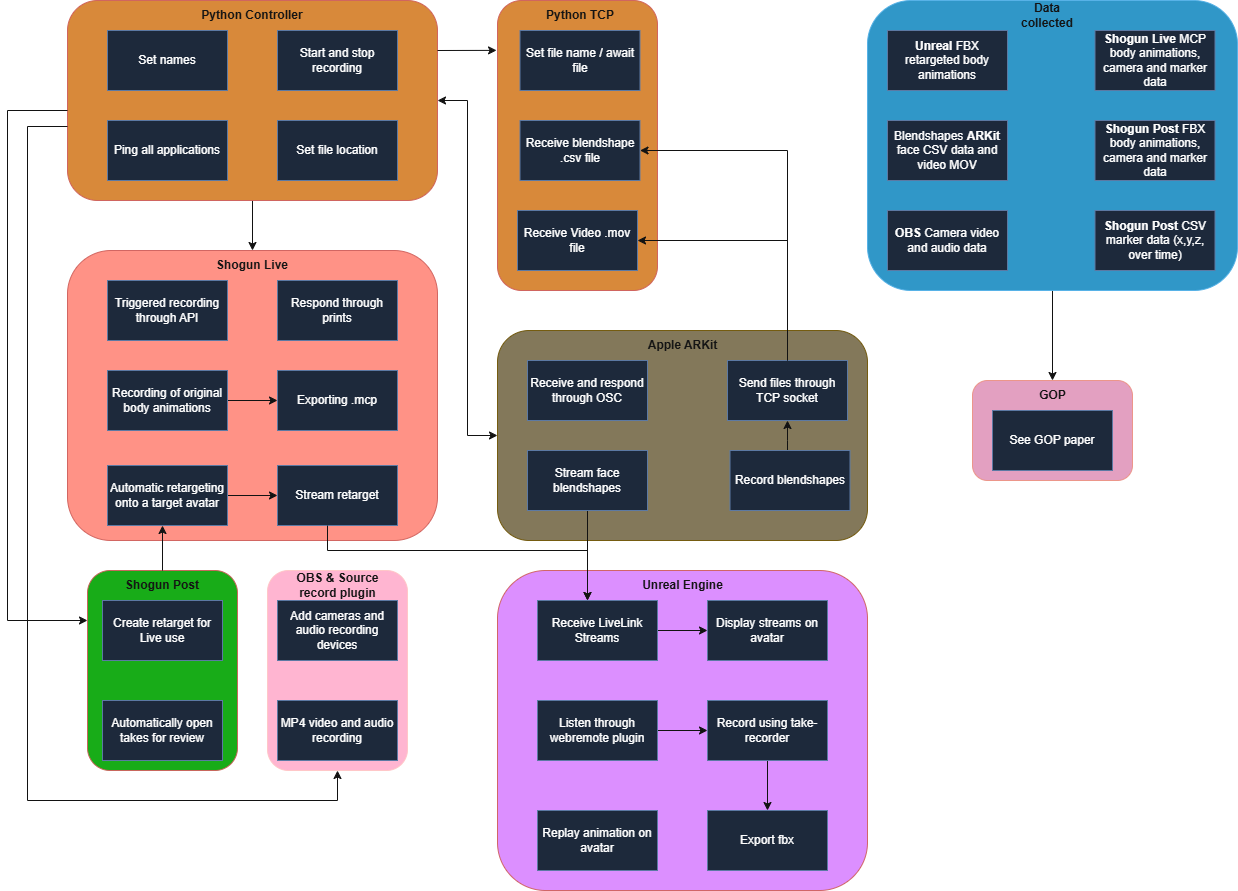 Python Controller
Set names
Start and stop
recording
Ping all applications
Set file location
Python TCP
Set file name / await
file
Receive blendshape
.csv file
Receive Video .mov
file
Data
collected
Unreal FBX
retargeted body
animations
Shogun Live MCP
body animations,
camera and marker
data
Blendshapes ARKit
face CSV data and
video MOV
Shogun Post FBX
body animations,
camera and marker
data
OBS Camera video
and audio data
Shogun Post CSV
marker data (x,y,z,
over time)
Shogun Live
Triggered recording
through API
Respond through
prints
Recording of original
body animations
Exporting .mcp
Automatic retargeting
onto a target avatar
Stream retarget
Apple ARKit
Receive and respond
through OSC
Send files through
TCP socket
Stream face
blendshapes
Record blendshapes
GOP
See GOP paper
Shogun Post
Create retarget for
Live use
Automatically open
takes for review
OBS & Source
record plugin
Add cameras and
audio recording
devices
MP4 video and audio
recording
Unreal Engine
Receive LiveLink
Streams
Display streams on
avatar
Listen through
webremote plugin
Record using take-
recorder
Replay animation on
avatar
Export fbx